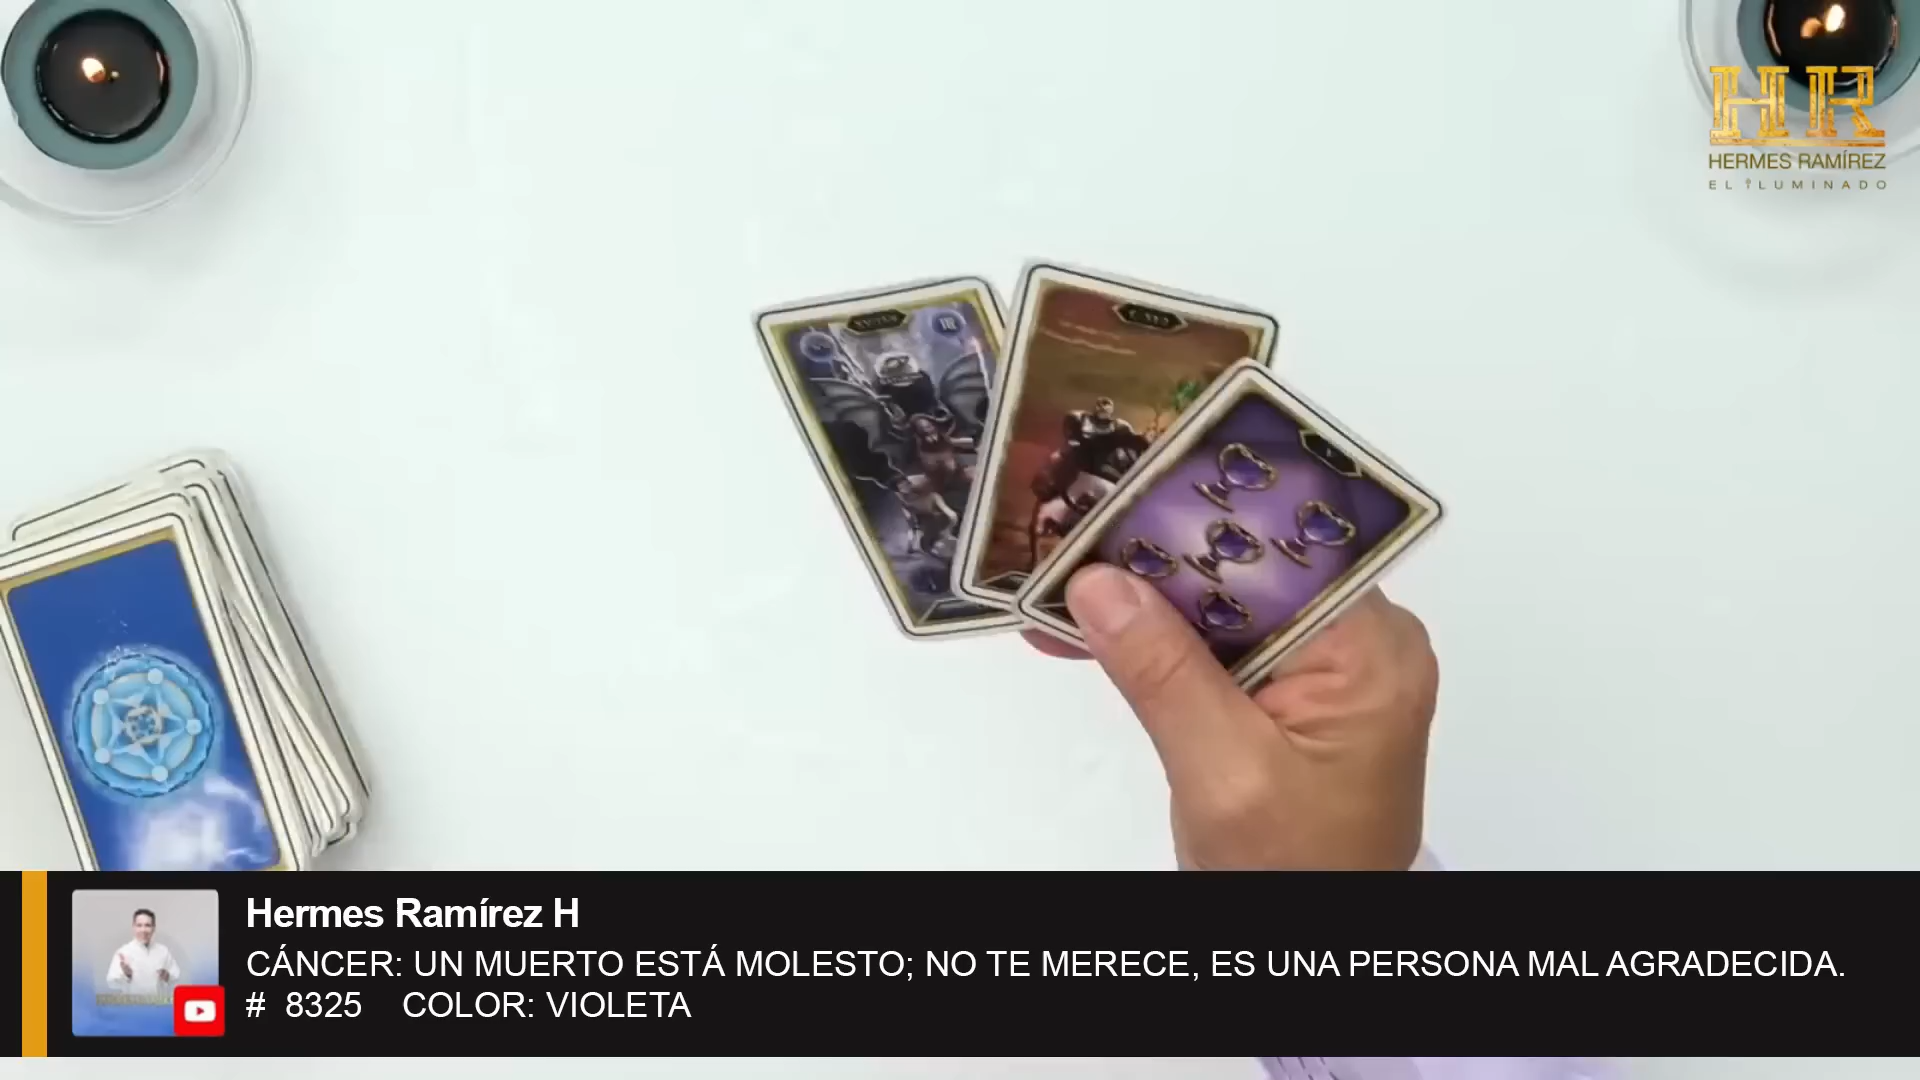 HR
HERMES RAMÍREZ
EL ILUMINADO
Hermes Ramírez H
CÁNCER: UN MUERTO ESTÁ MOLESTO; NO TE MERECE, ES UNA PERSONA MAL AGRADECIDA.
# 8325 COLOR: VIOLETA